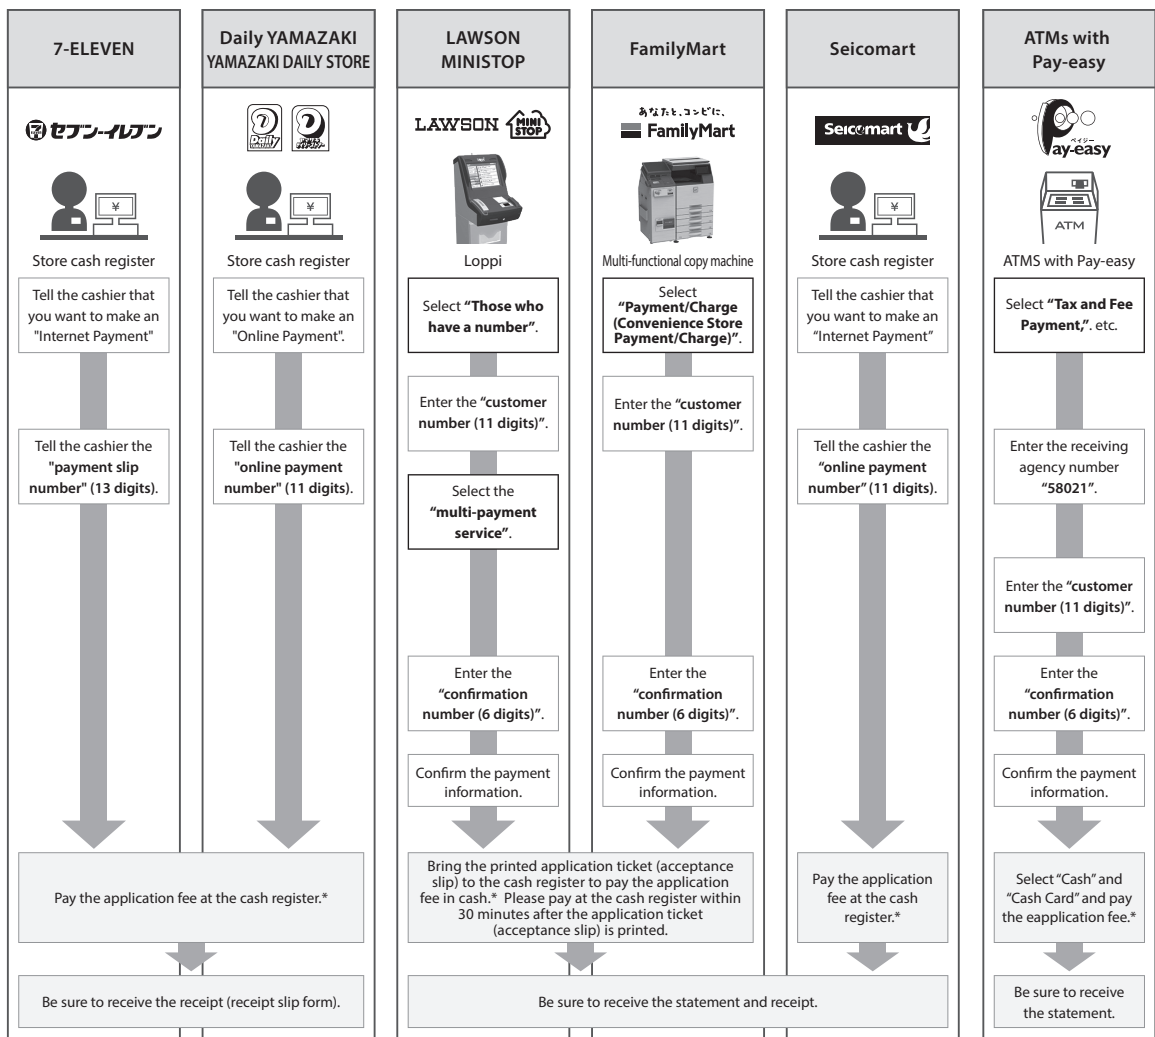 7-ELEVEN
セブン-イレブン
Store cash register
Tell the cashier that
you want to make an
"Internet Payment"
Tell the cashier the
"payment slip
number" (13 digits).
Daily YAMAZAKI
YAMAZAKI DAILY STORE
Daily
Store cash register
Tell the cashier that
you want to make an
"Online Payment".
Tell the cashier the
"online payment
number" (11 digits).
Pay the application fee at the cash register.*
Be sure to receive the receipt (receipt slip form).
LAWSON
MINISTOP
LAWSON MINI
STOP
Loppi
Select “Those who
have a number”.
Enter the “customer
number (11 digits)”.
Select the
“multi-payment
service”.
Enter the
“confirmation
number (6 digits)”.
Confirm the payment
information.
FamilyMart
あなたと、コンビに、
FamilyMart
Multi-functional copy machine
Select
“Payment/Charge
(Convenience Store
Payment/Charge)”.
Enter the “customer
number (11 digits)”.
Enter the
“confirmation
number (6 digits)”.
Confirm the payment
information.
Bring the printed application ticket (acceptance
slip) to the cash register to pay the application
fee in cash.* Please pay at the cash register within
30 minutes after the application ticket
(acceptance slip) is printed.
Seicomart
Seicomart
Store cash register
Tell the cashier that
you want to make an
“Internet Payment”
Tell the cashier the
“online payment
number” (11 digits).
Pay the application
fee at the cash
register.*
Be sure to receive the statement and receipt.
ATMs with
Pay-easy
ペイジー
Pay-easy
ATM
ATMS with Pay-easy
Select “Tax and Fee
Payment,”. etc.
Enter the receiving
agency number
“58021”.
Enter the “customer
number (11 digits)”.
Enter the
“confirmation
number (6 digits)”.
Confirm the payment
information.
Select “Cash” and
“Cash Card” and pay
the eapplication fee.*
Be sure to receive
the statement.